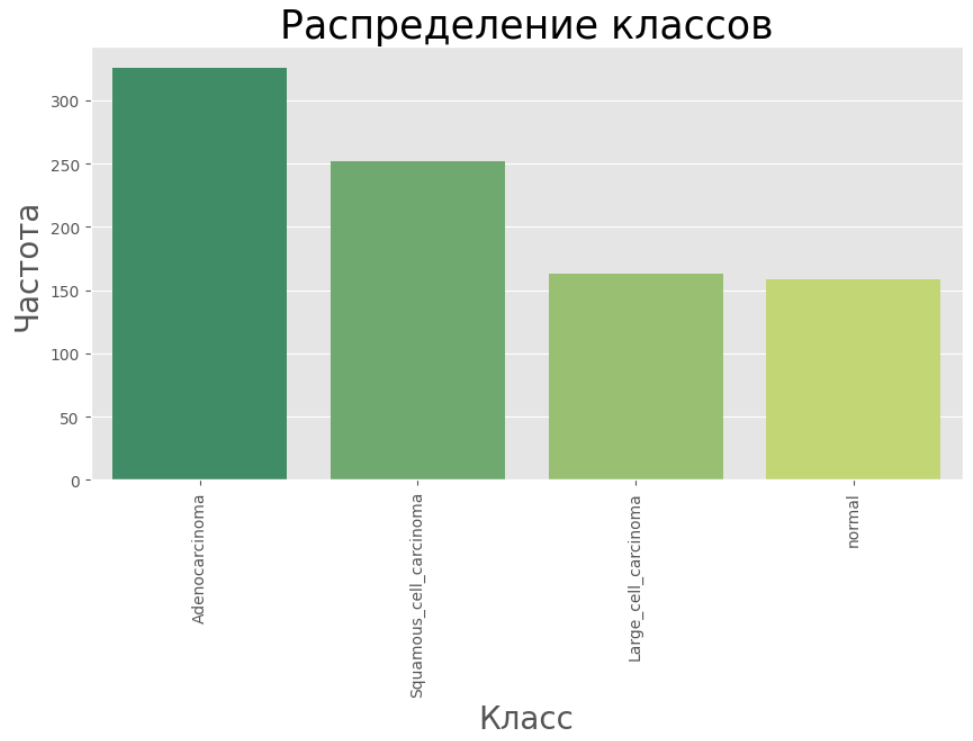 Распределение классов
Частота
300
250
200
150
100
50
0
Adenocarcinoma
Squamous_cell_carcinoma
Large_cell_carcinoma
normal
Класс